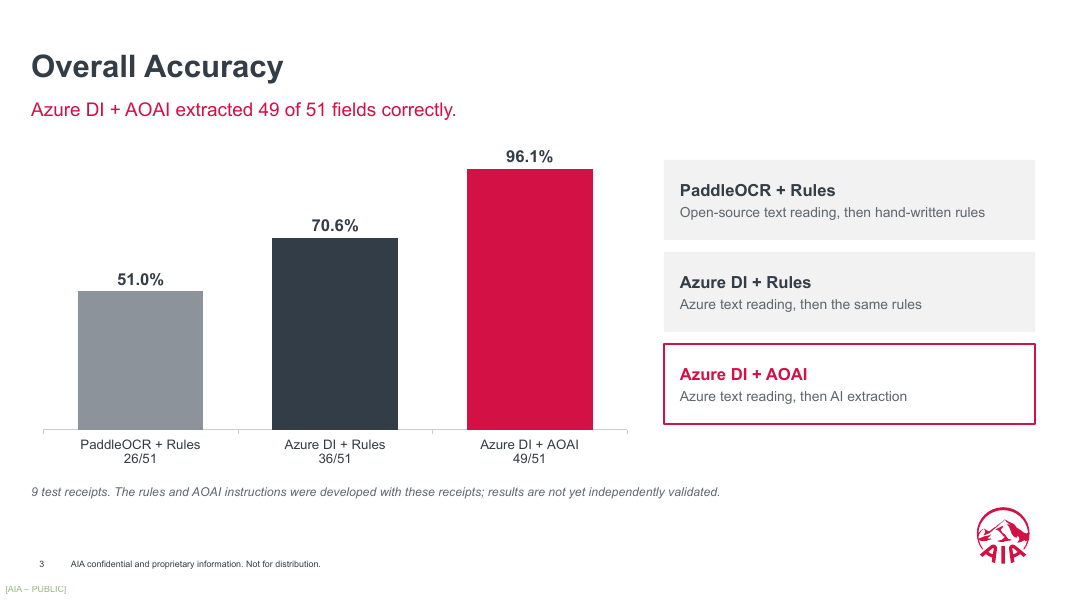 Overall Accuracy
Azure DI + AOAI extracted 49 of 51 fields correctly.
51.0%
70.6%
96.1%
PaddleOCR + Rules
26/51
Azure DI + Rules
36/51
Azure DI + AOAI
49/51
PaddleOCR + Rules
Open-source text reading, then hand-written rules
Azure DI + Rules
Azure text reading, then the same rules
Azure DI + AOAI
Azure text reading, then AI extraction
9 test receipts. The rules and AOAI instructions were developed with these receipts; results are not yet independently validated.
AIA
3 AIA confidential and proprietary information. Not for distribution.
[AIA – PUBLIC]